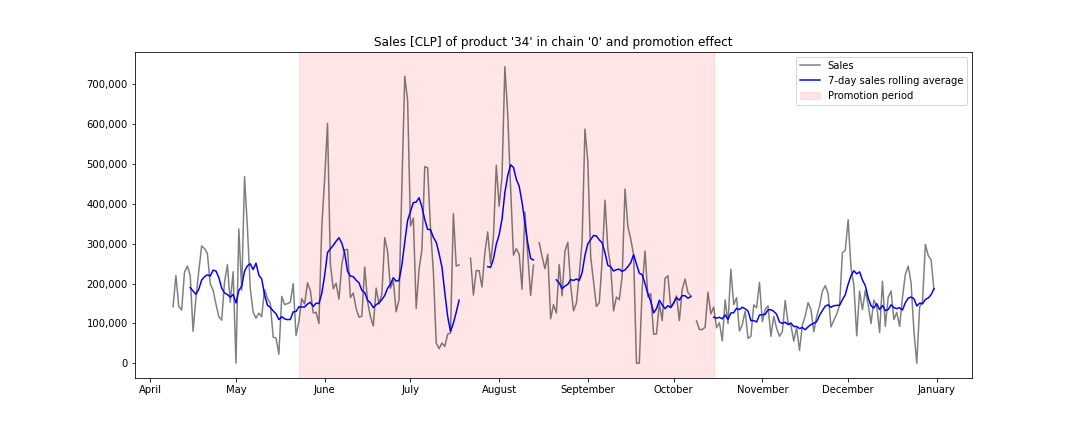 Sales [CLP] of product '34' in chain '0' and promotion effect
Sales
7-day sales rolling average
Promotion period
700,000
600,000
500,000
400,000
300,000
200,000
100,000
0
April May June July August September October November December January